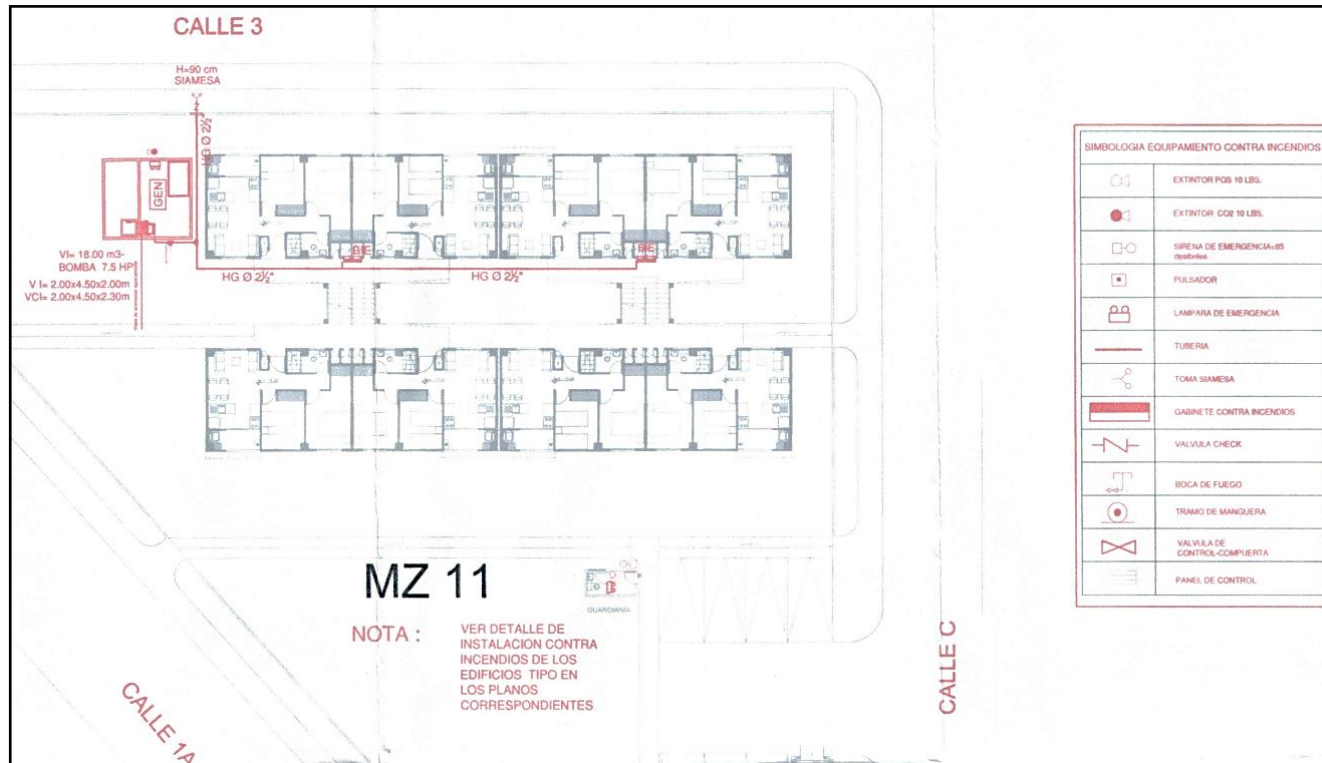 CALLE 3
H=90 cm
SIAMESA
HG Ø 2½"
GEN
VI= 18.00 m3-
BOMBA 7.5 HP
V I= 2.00x4.50x2.00m
VCI= 2.00x4.50x2.30m
BIE
BIE
HG Ø 2½"
HG Ø 2½"
MZ 11
GUARDIANIA
NOTA :
VER DETALLE DE
INSTALACION CONTRA
INCENDIOS DE LOS
EDIFICIOS TIPO EN
LOS PLANOS
CORRESPONDIENTES
CALLE 1A
CALLE C
SIMBOLOGIA EQUIPAMIENTO CONTRA INCENDIOS
EXTINTOR PQS 10 LBS.
EXTINTOR CO2 10 LBS.
SIRENA DE EMERGENCIA<85
PULSADOR
LAMPARA DE EMERGENCIA
TUBERIA
TOMA SIAMESA
GABINETE CONTRA INCENDIOS
VALVULA CHECK
BOCA DE FUEGO
TRAMO DE MANGUERA
VALVULA DE
CONTROL-COMPUERTA
PANEL DE CONTROL